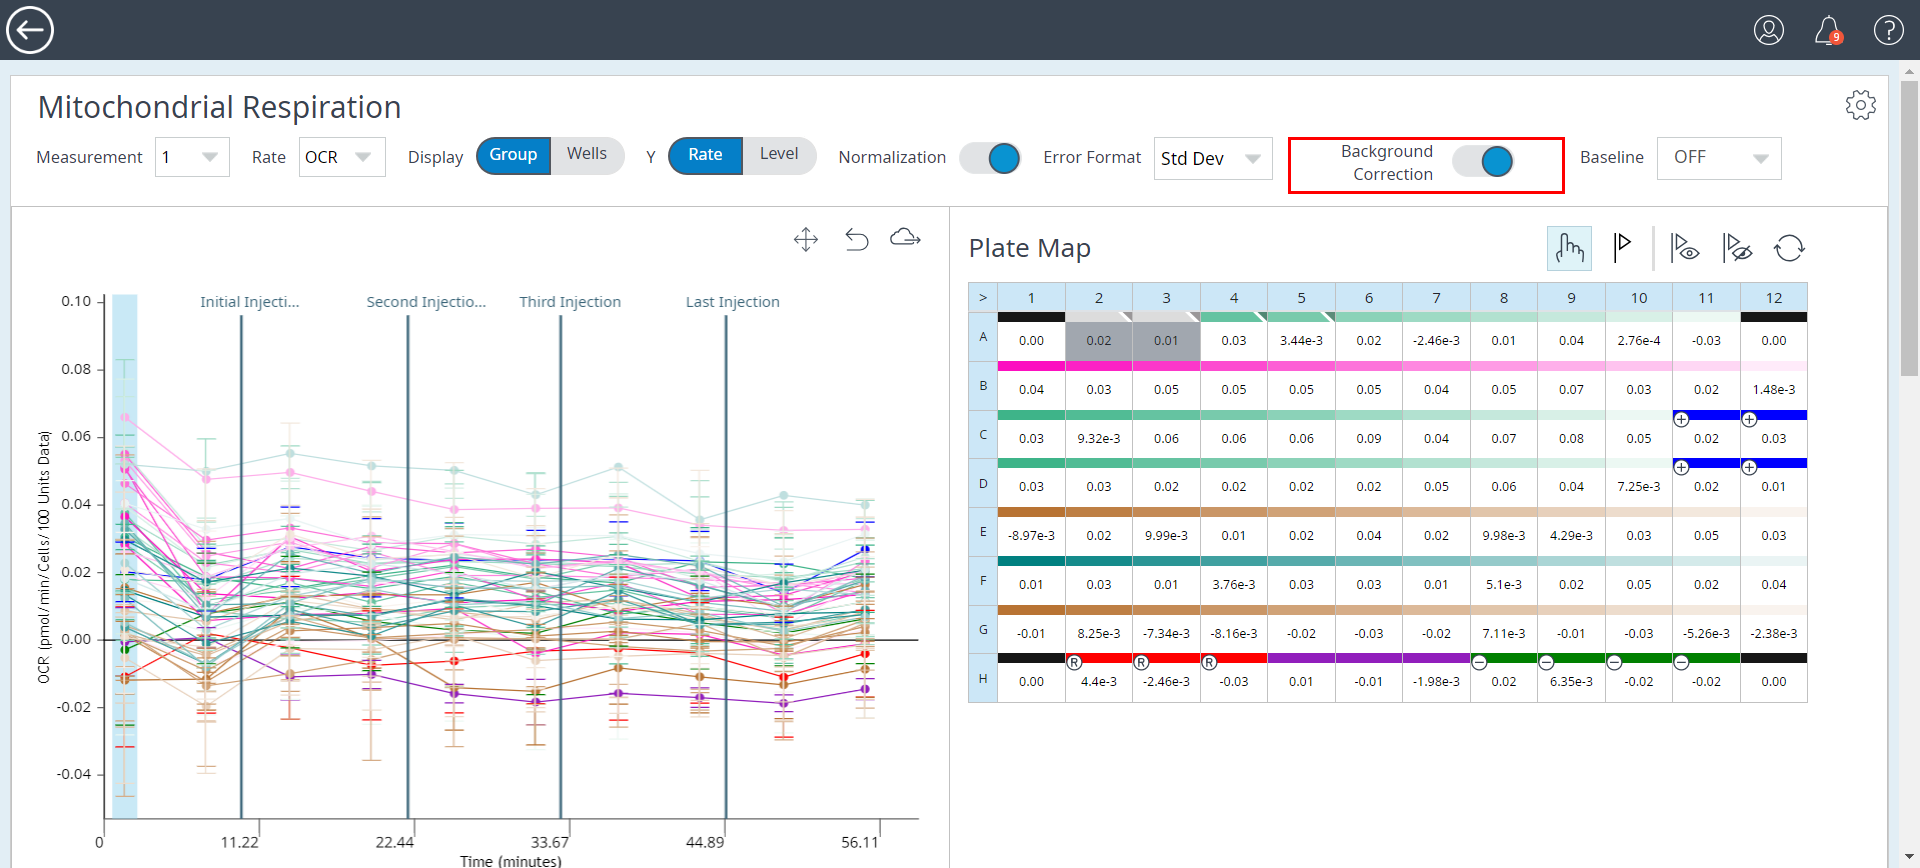 9
?
Mitochondrial Respiration
Measurement 1 Rate OCR Display Group Wells Y Rate Level Normalization Error Format Std Dev Background Correction Baseline OFF
Plate Map
Initial Injecti... Second Injectio... Third Injection Last Injection
0.10
0.08
0.06
0.04
0.02
0.00
-0.02
-0.04
OCR (pmol/min/Cells/100 Units Data)
0 11.22 22.44 33.67 44.89 56.11
Time (minutes)
> 1 2 3 4 5 6 7 8 9 10 11 12
A 0.00 0.02 0.01 0.03 3.44e-3 0.02 -2.46e-3 0.01 0.04 2.76e-4 -0.03 0.00
B 0.04 0.03 0.05 0.05 0.05 0.05 0.04 0.05 0.07 0.03 0.02 1.48e-3
+ +
C 0.03 9.32e-3 0.06 0.06 0.06 0.09 0.04 0.07 0.08 0.05 0.02 0.03
+ +
D 0.03 0.03 0.02 0.02 0.02 0.02 0.05 0.06 0.04 7.25e-3 0.02 0.01
E -8.97e-3 0.02 9.99e-3 0.01 0.02 0.04 0.02 9.98e-3 4.29e-3 0.03 0.05 0.03
F 0.01 0.03 0.01 3.76e-3 0.03 0.03 0.01 5.1e-3 0.02 0.05 0.02 0.04
G -0.01 8.25e-3 -7.34e-3 -8.16e-3 -0.02 -0.03 -0.02 7.11e-3 -0.01 -0.03 -5.26e-3 -2.38e-3
R R R − − − −
H 0.00 4.4e-3 -2.46e-3 -0.03 0.01 -0.01 -1.98e-3 0.02 6.35e-3 -0.02 -0.02 0.00